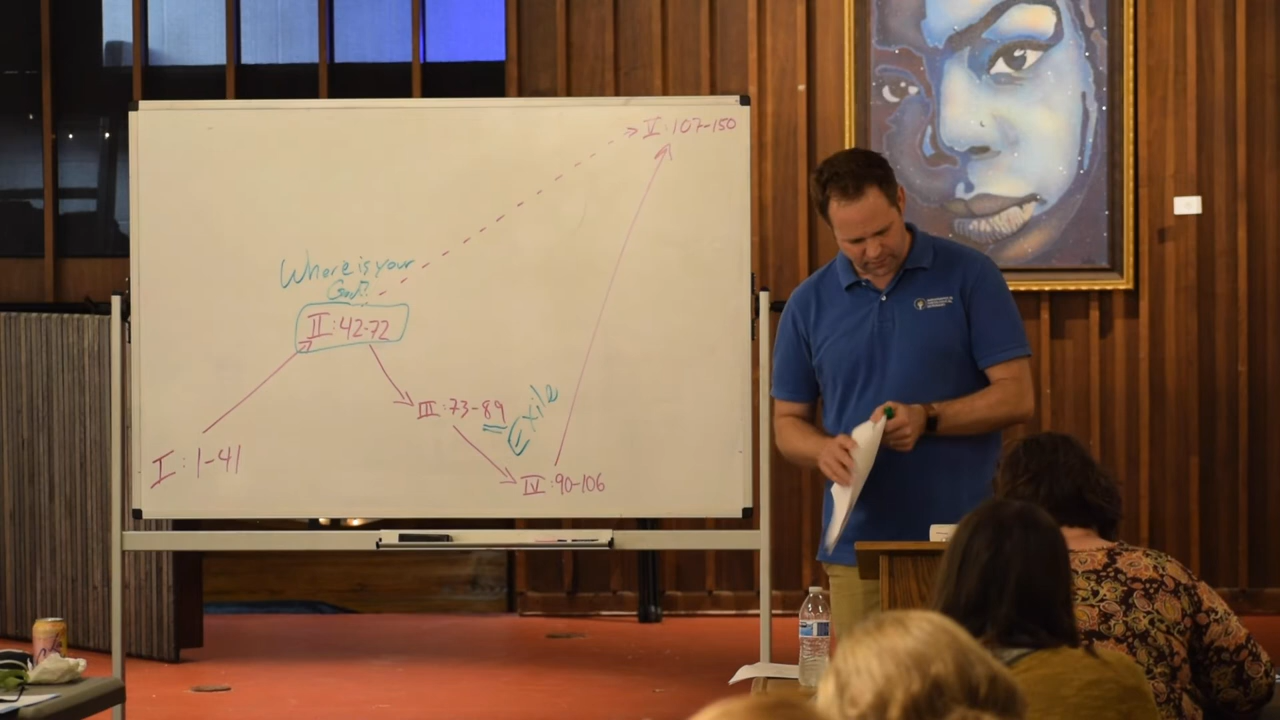 V:107-150
Where is your
God?
II:42-72
III:73-89
Exile
I:1-41
IV:90-106